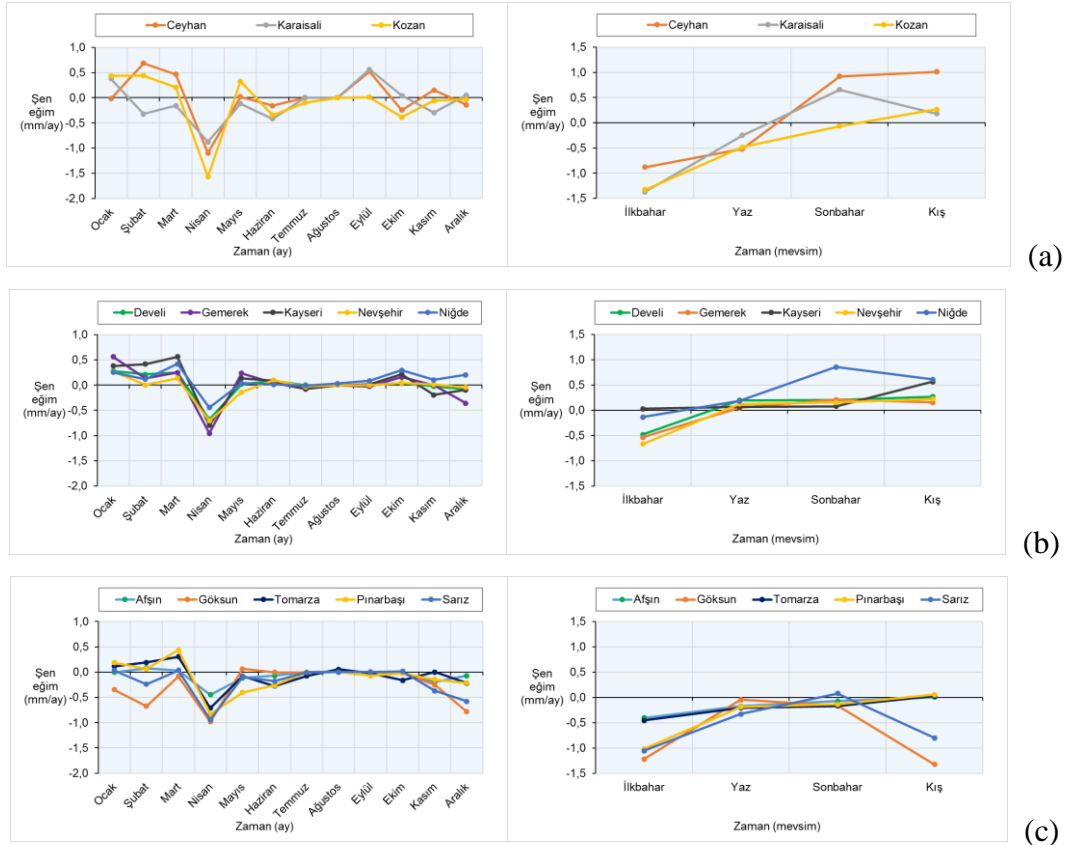 Ceyhan Karaisali Kozan
1,0
0,5
0,0
-0,5
-1,0
-1,5
-2,0
Şen
eğim
(mm/ay)
Ocak Şubat Mart Nisan Mayıs Haziran Temmuz Ağustos Eylül Ekim Kasım Aralık
Zaman (ay)
Ceyhan Karaisali Kozan
1,5
1,0
0,5
0,0
-0,5
-1,0
-1,5
Şen
eğim
(mm/ay)
İlkbahar Yaz Sonbahar Kış
Zaman (mevsim)
(a)
Develi Gemerek Kayseri Nevşehir Niğde
1,0
0,5
0,0
-0,5
-1,0
-1,5
-2,0
Şen
eğim
(mm/ay)
Ocak Şubat Mart Nisan Mayıs Haziran Temmuz Ağustos Eylül Ekim Kasım Aralık
Zaman (ay)
Develi Gemerek Kayseri Nevşehir Niğde
1,5
1,0
0,5
0,0
-0,5
-1,0
-1,5
Şen
eğim
(mm/ay)
İlkbahar Yaz Sonbahar Kış
Zaman (mevsim)
(b)
Afşın Göksun Tomarza Pınarbaşı Sarız
1,0
0,5
0,0
-0,5
-1,0
-1,5
-2,0
Şen
eğim
(mm/ay)
Ocak Şubat Mart Nisan Mayıs Haziran Temmuz Ağustos Eylül Ekim Kasım Aralık
Zaman (ay)
Afşın Göksun Tomarza Pınarbaşı Sarız
1,5
1,0
0,5
0,0
-0,5
-1,0
-1,5
Şen
eğim
(mm/ay)
İlkbahar Yaz Sonbahar Kış
Zaman (mevsim)
(c)